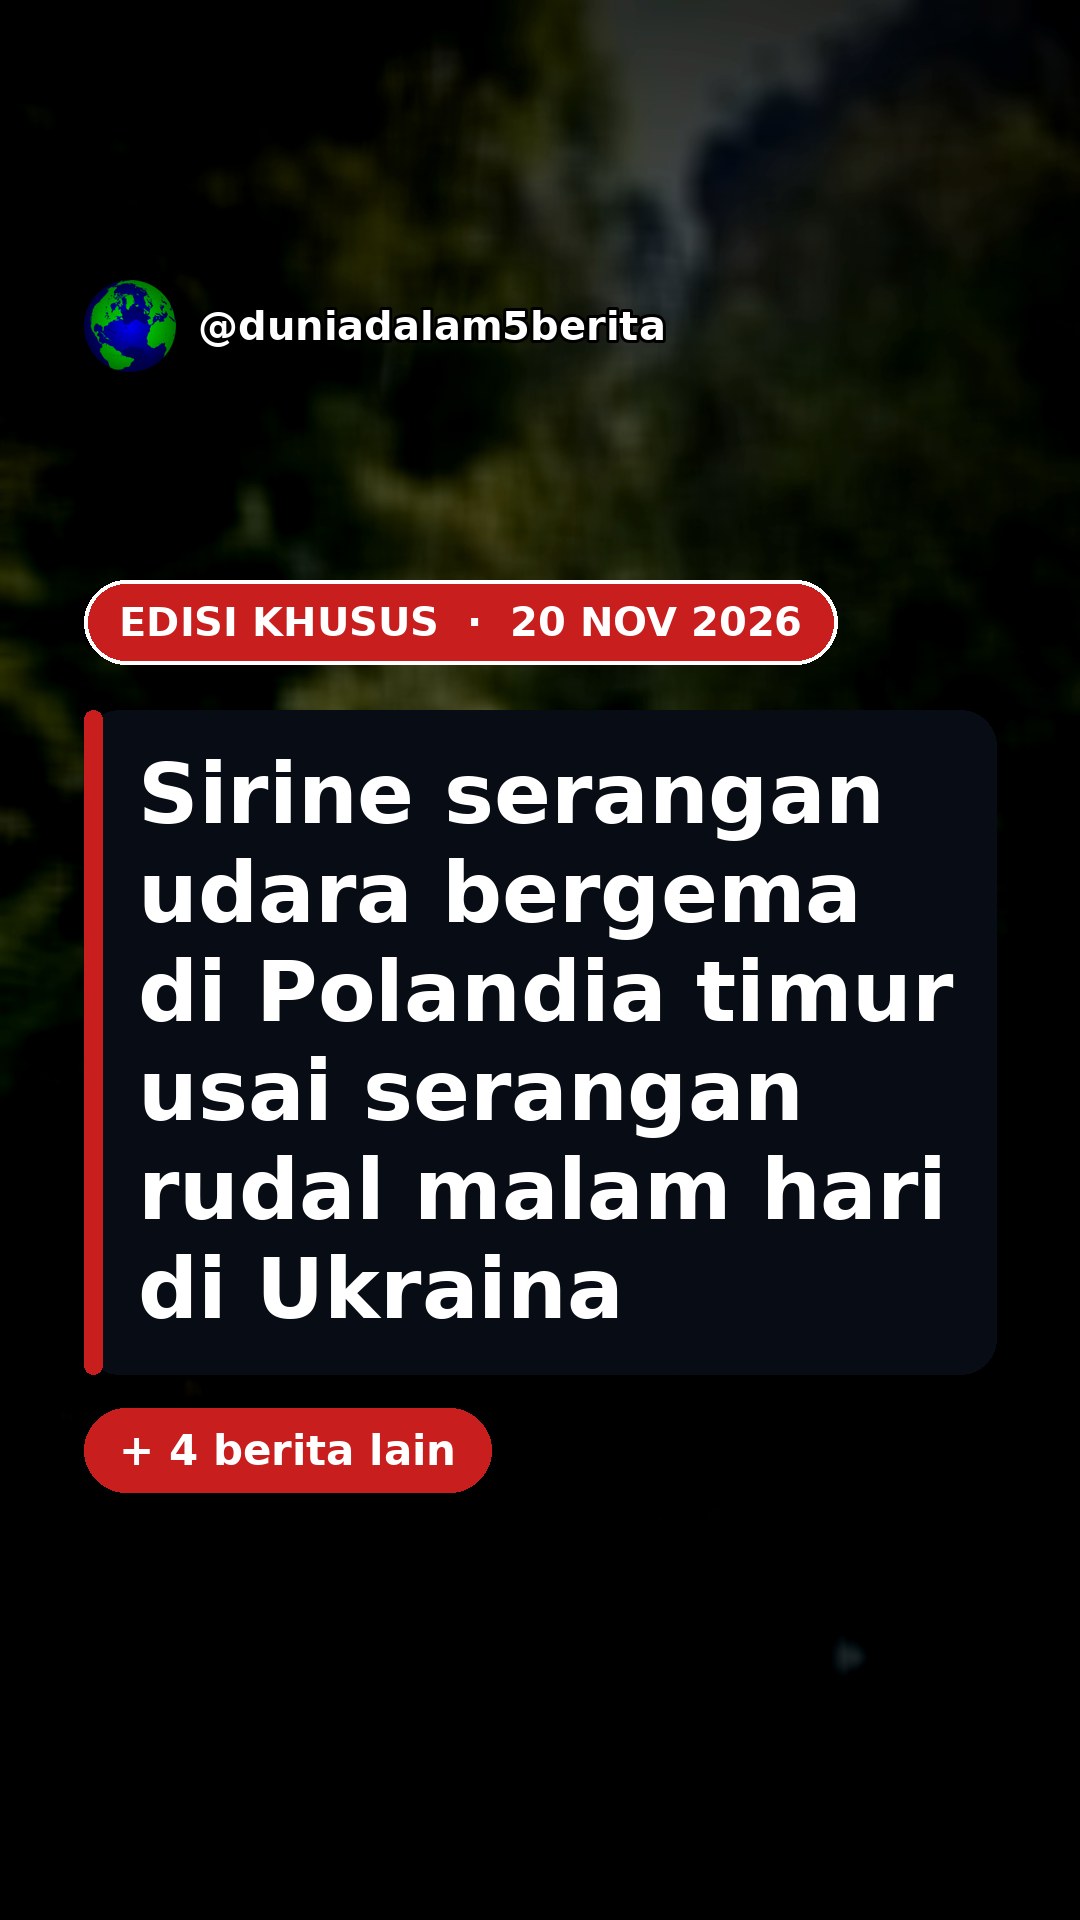 @duniadalam5berita
EDISI KHUSUS · 20 NOV 2026
Sirine serangan
udara bergema
di Polandia timur
usai serangan
rudal malam hari
di Ukraina
+ 4 berita lain